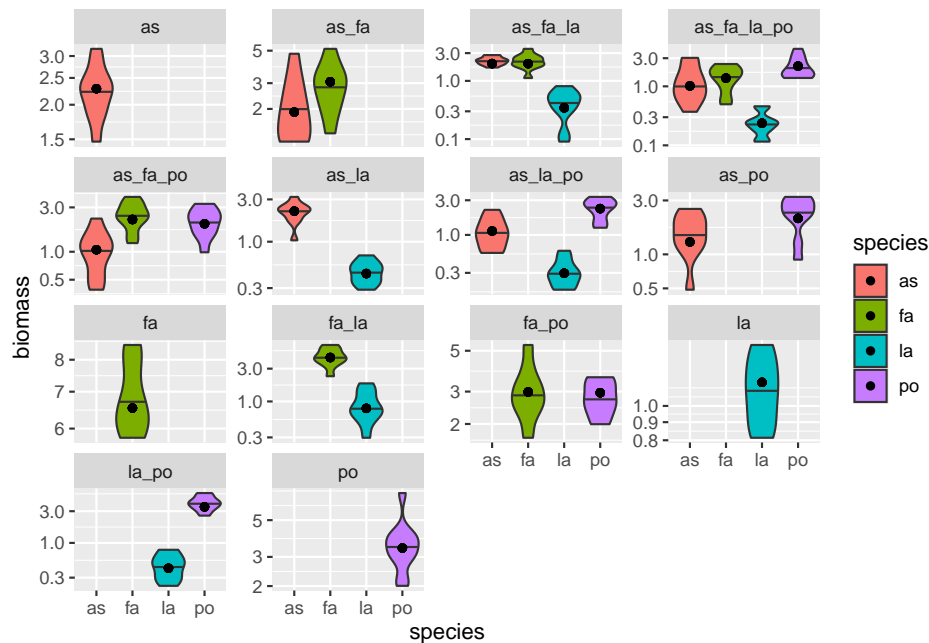 as
as_fa
as_fa_la
as_fa_la_po
3.0
2.0
1.5
5
3
2
3.0
1.0
0.3
0.1
3.0
1.0
0.3
0.1
as_fa_po
as_la
as_la_po
as_po
3.0
1.0
0.5
3.0
1.0
0.3
3.0
1.0
0.3
3.0
1.0
0.5
fa
fa_la
fa_po
la
8
7
6
3.0
1.0
0.3
5
3
2
1.0
0.9
0.8
as fa la po
as fa la po
la_po
po
3.0
1.0
0.3
5
3
2
as fa la po
as fa la po
species
biomass
species
as
fa
la
po